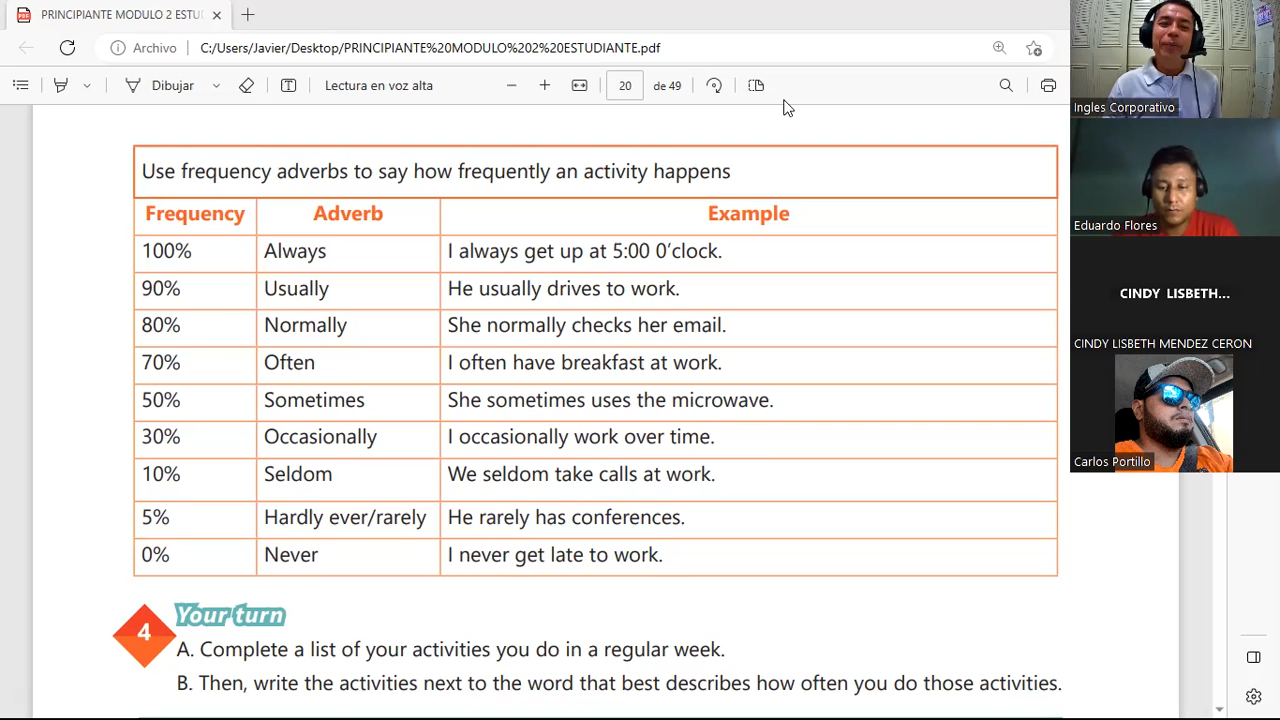 PRINCIPIANTE MODULO 2 ESTU
Archivo
C:/Users/Javier/Desktop/PRINCIPIANTE%20MODULO%202%20ESTUDIANTE.pdf
Dibujar
Lectura en voz alta
20
de 49
Use frequency adverbs to say how frequently an activity happens
Frequency Adverb Example
100% Always I always get up at 5:00 0'clock.
90% Usually He usually drives to work.
80% Normally She normally checks her email.
70% Often I often have breakfast at work.
50% Sometimes She sometimes uses the microwave.
30% Occasionally I occasionally work over time.
10% Seldom We seldom take calls at work.
5% Hardly ever/rarely He rarely has conferences.
0% Never I never get late to work.
4 Your turn
A. Complete a list of your activities you do in a regular week.
B. Then, write the activities next to the word that best describes how often you do those activities.
Ingles Corporativo
Eduardo Flores
CINDY LISBETH...
CINDY LISBETH MENDEZ CERON
Carlos Portillo